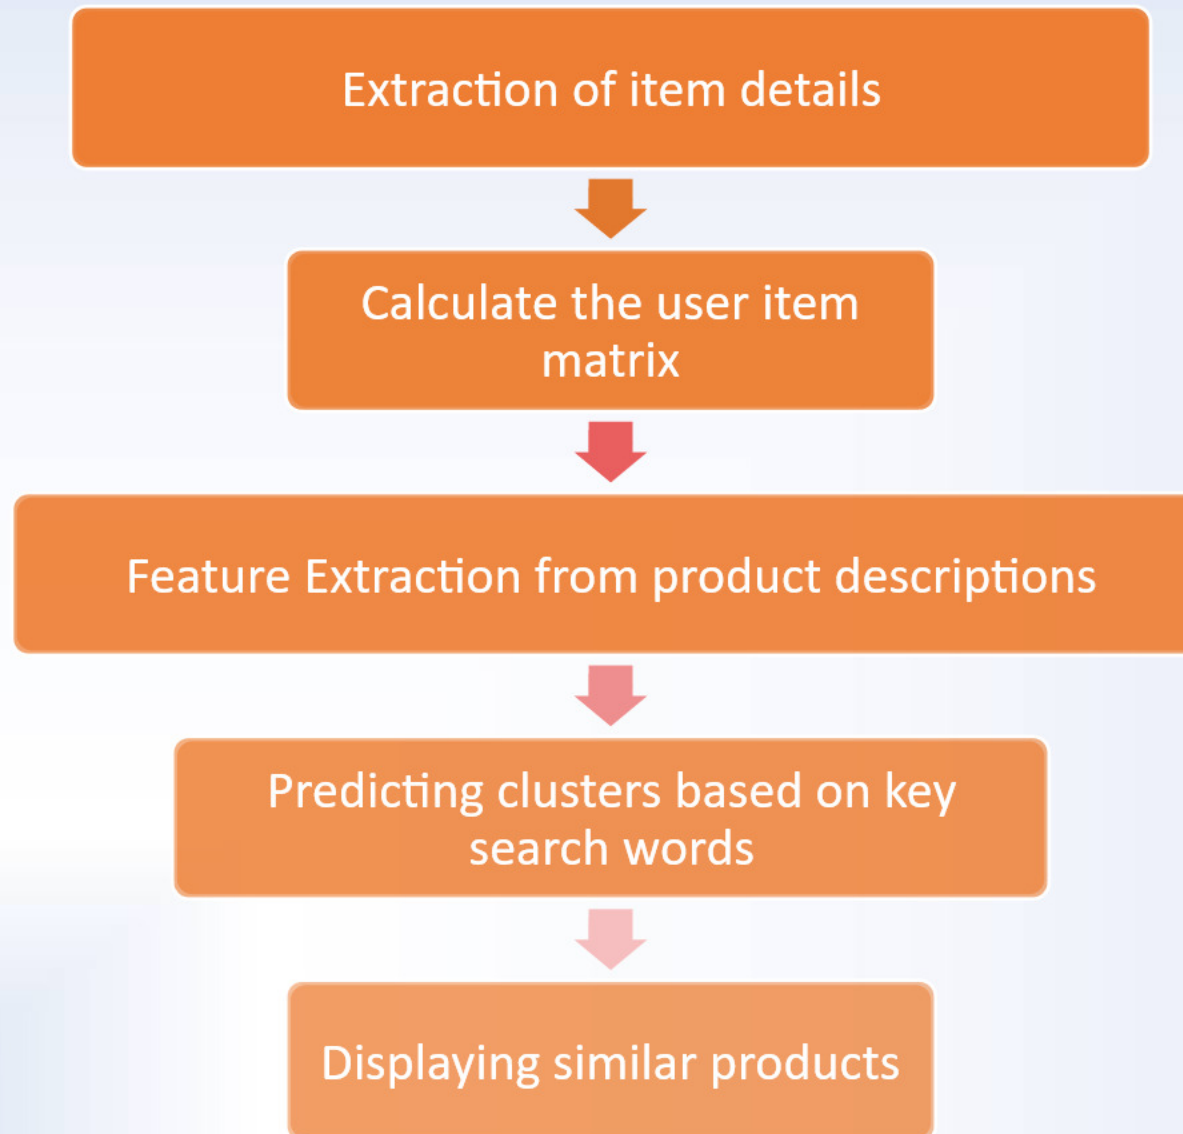 Extraction of item details
Calculate the user item
matrix
Feature Extraction from product descriptions
Predicting clusters based on key
search words
Displaying similar products